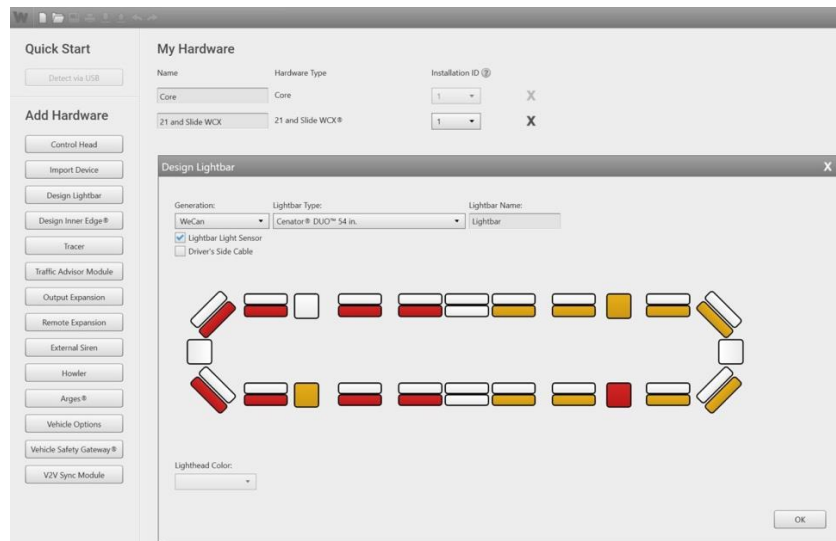 W
Quick Start
Detect via USB
Add Hardware
Control Head
Import Device
Design Lightbar
Design Inner Edge®
Tracer
Traffic Advisor Module
Output Expansion
Remote Expansion
External Siren
Howler
Arges®
Vehicle Options
Vehicle Safety Gateway®
V2V Sync Module
My Hardware
Name Hardware Type Installation ID ?
Core Core 1 X
21 and Slide WCX 21 and Slide WCX® 1 X
Design Lightbar X
Generation: Lightbar Type: Lightbar Name:
WeCan Cenator® DUO™ 54 in. Lightbar
Lightbar Light Sensor
Driver's Side Cable
Lighthead Color:
OK